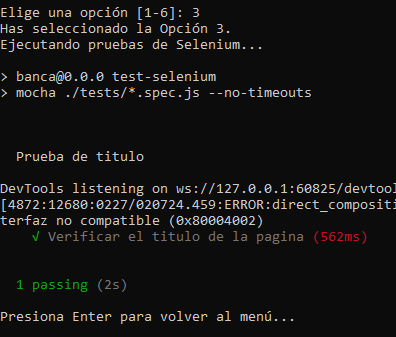 Elige una opción [1-6]: 3
Has seleccionado la Opción 3.
Ejecutando pruebas de Selenium...
> banca@0.0.0 test-selenium
> mocha ./tests/*.spec.js --no-timeouts
Prueba de titulo
DevTools listening on ws://127.0.0.1:60825/devtool
[4872:12680:0227/020724.459:ERROR:direct_compositi
terfaz no compatible (0x80004002)
√ Verificar el titulo de la pagina (562ms)
1 passing (2s)
Presiona Enter para volver al menú...